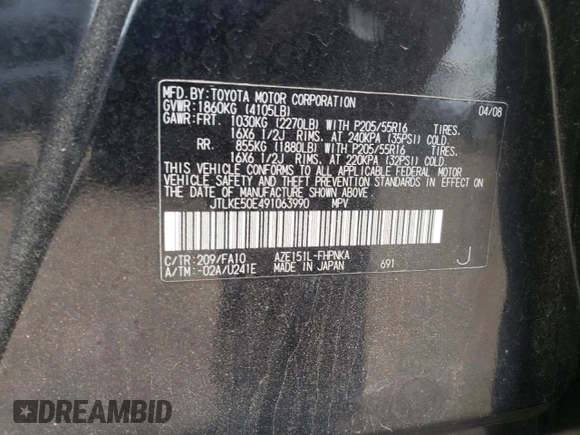 MFD. BY: TOYOTA MOTOR CORPORATION 04/08
GVWR: 1860KG (4105LB)
GAWR: FRT. 1030KG (2270LB) WITH P205/55R16 TIRES.
16X6 1/2J RIMS. AT 240KPA (35PSI) COLD
RR. 855KG (1880LB) WITH P205/55R16 TIRES.
16X6 1/2J RIMS. AT 220KPA (32PSI) COLD
THIS VEHICLE CONFORMS TO ALL APPLICABLE FEDERAL MOTOR
VEHICLE SAFETY AND THEFT PREVENTION STANDARDS IN EFFECT
ON THE DATE OF MANUFACTURE SHOWN ABOVE.
JTLKE50E491063990 MPV
C/TR: 209/FA10 AZE151L-FHPNKA
A/TM: -02A/U241E MADE IN JAPAN 691 J
DREAMBID